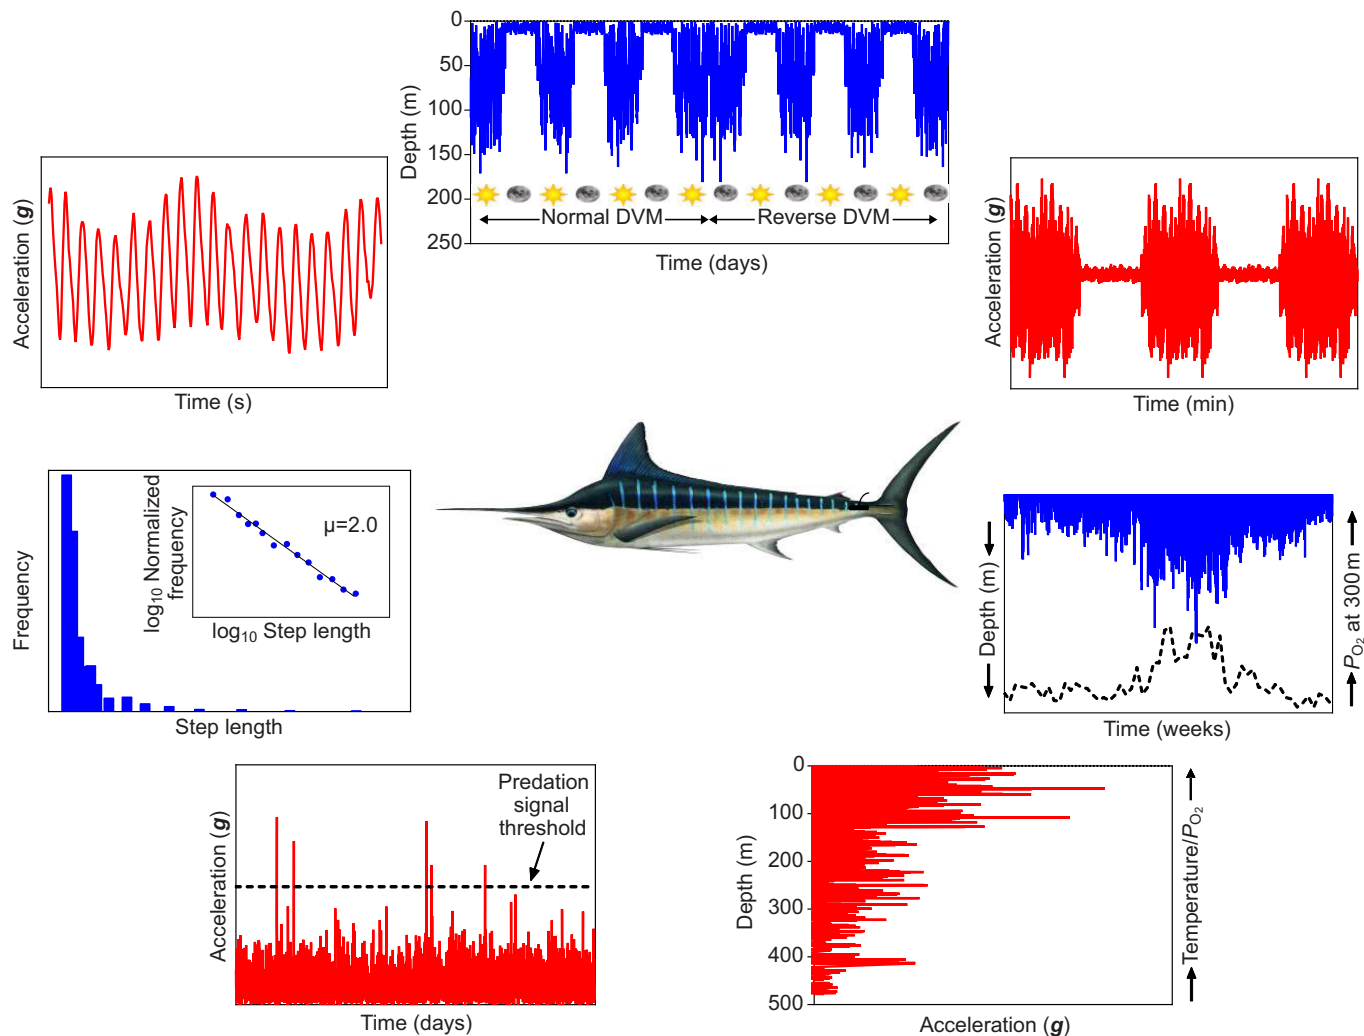 0
50
100
150
200
250
Depth (m)
Normal DVM
Reverse DVM
Time (days)
Acceleration (g)
Time (s)
Acceleration (g)
Time (min)
Frequency
Step length
log10 Normalized
frequency
μ=2.0
log10 Step length
Depth (m)
PO2 at 300 m
Time (weeks)
Acceleration (g)
Predation
signal
threshold
Time (days)
0
100
200
300
400
500
Depth (m)
Temperature/PO2
Acceleration (g)